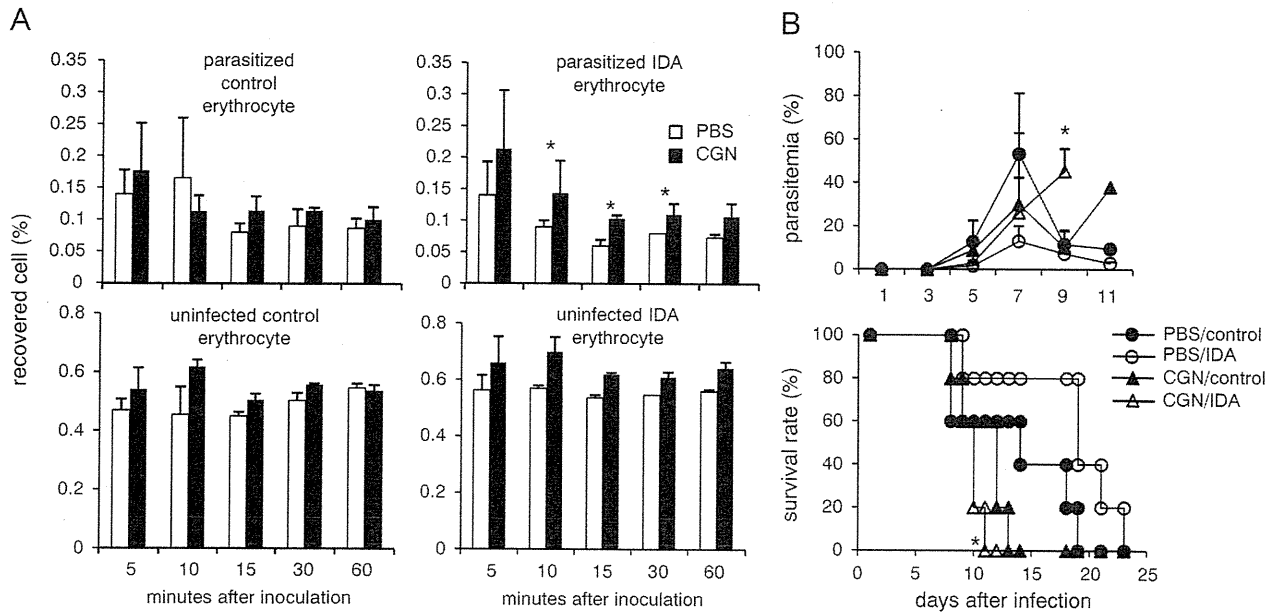 A
recovered cell (%)
0.35
0.3
0.25
0.2
0.15
0.1
0.05
0
parasitized
control
erythrocyte
0.35
0.3
0.25
0.2
0.15
0.1
0.05
0
parasitized IDA
erythrocyte
PBS
CGN
*
*
*
0.8
0.6
0.4
0.2
0
uninfected control
erythrocyte
5 10 15 30 60
minutes after inoculation
0.8
0.6
0.4
0.2
0
uninfected IDA
erythrocyte
5 10 15 30 60
minutes after inoculation
B
parasitemia (%)
100
80
60
40
20
0
*
1 3 5 7 9 11
survival rate (%)
100
80
60
40
20
0
*
PBS/control
PBS/IDA
CGN/control
CGN/IDA
0 5 10 15 20 25
days after infection